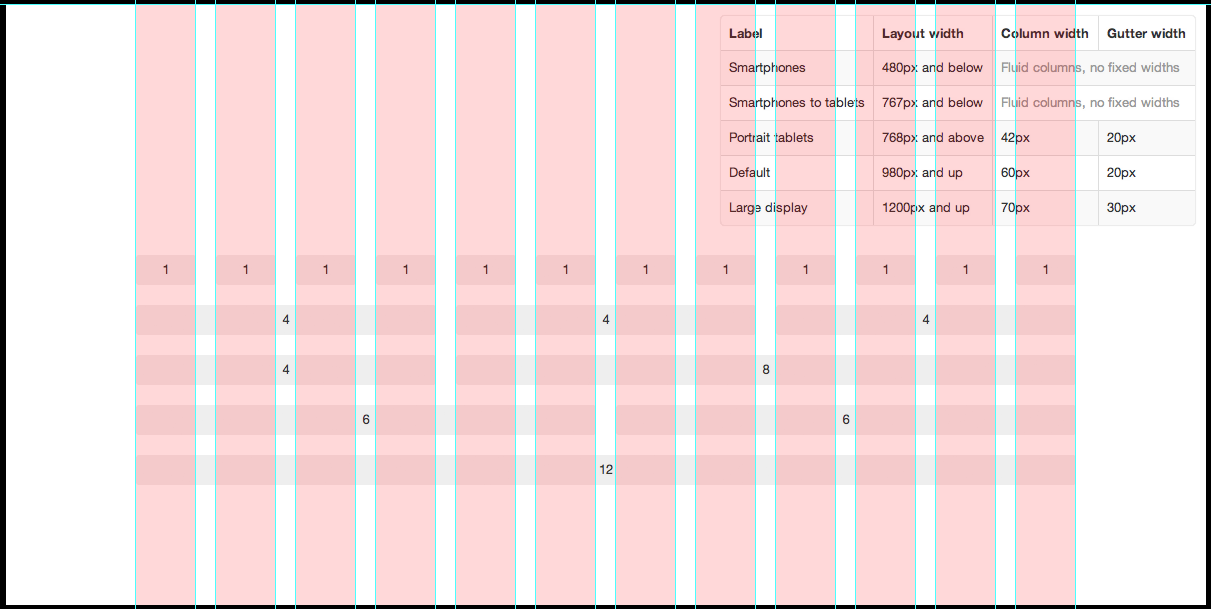 Label Layout width Column width Gutter width
Smartphones 480px and below Fluid columns, no fixed widths
Smartphones to tablets 767px and below Fluid columns, no fixed widths
Portrait tablets 768px and above 42px 20px
Default 980px and up 60px 20px
Large display 1200px and up 70px 30px
1 1 1 1 1 1 1 1 1 1 1 1
4 4 4
4 8
6 6
12